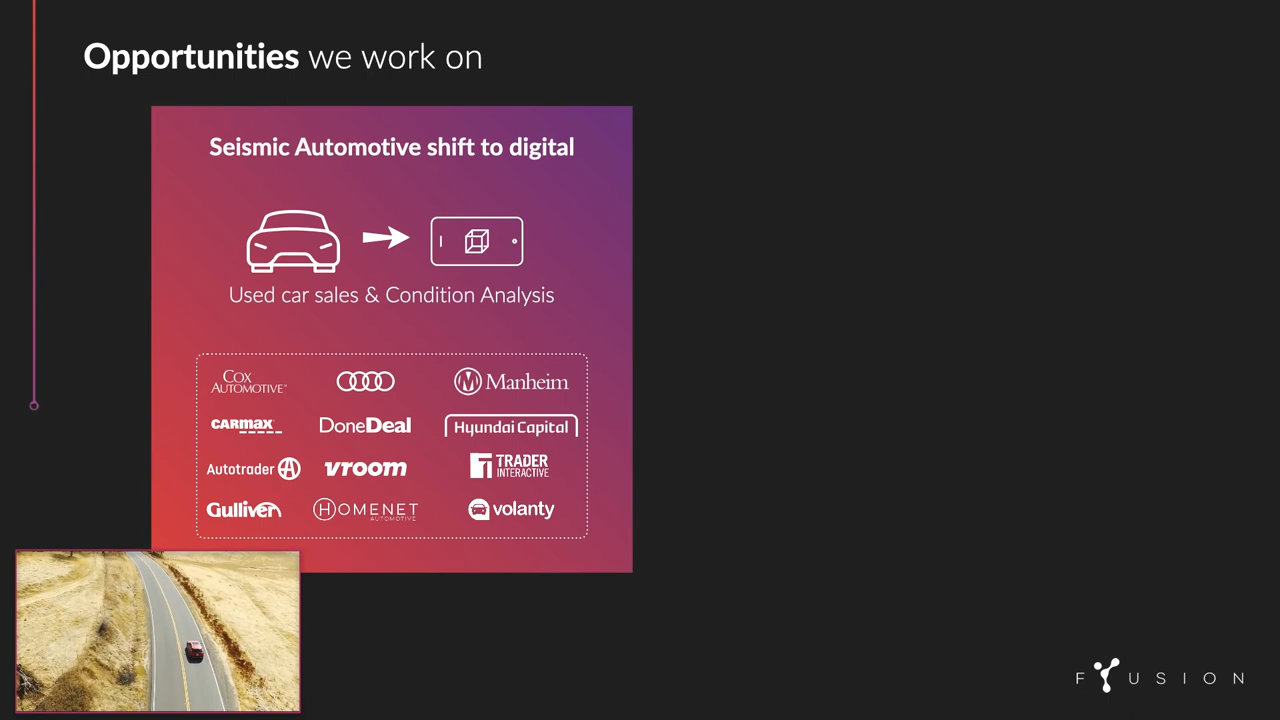 Opportunities we work on
Seismic Automotive shift to digital
Used car sales & Condition Analysis
COX AUTOMOTIVE
Manheim
CARMAX
DoneDeal
Hyundai Capital
Autotrader
vroom
TRADER INTERACTIVE
Gulliver
HOMENET AUTOMOTIVE
volanty
FYUSION